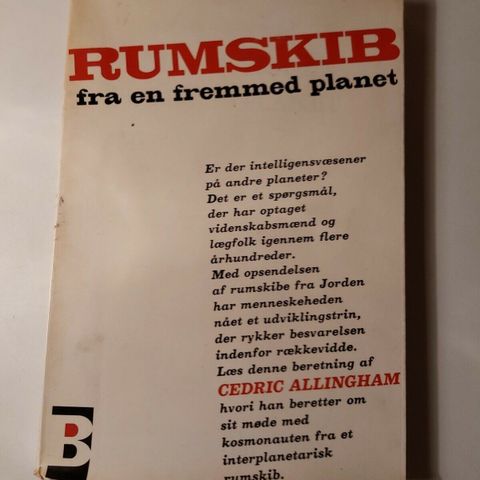 RUMSKIB
fra en fremmed planet
Er der intelligensvæsener
på andre planeter?
Det er et spørgsmål,
der har optaget
videnskabsmænd og
lægfolk igennem flere
århundreder.
Med opsendelsen
af rumskibe fra Jorden
har menneskeheden
nået et udviklingstrin,
der rykker besvarelsen
indenfor rækkevidde.
Læs denne beretning af
CEDRIC ALLINGHAM
hvori han beretter om
sit møde med
kosmonauten fra et
interplanetarisk
rumskib.
B